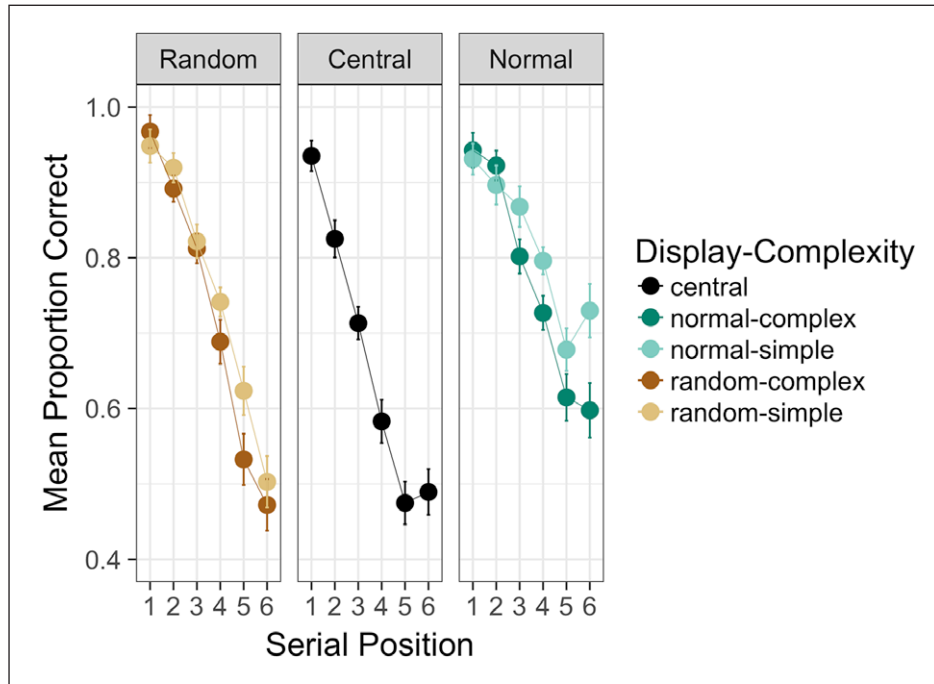 Random Central Normal
1.0
0.8
0.6
0.4
Mean Proportion Correct
1 2 3 4 5 6 1 2 3 4 5 6 1 2 3 4 5 6
Serial Position
Display-Complexity
central
normal-complex
normal-simple
random-complex
random-simple